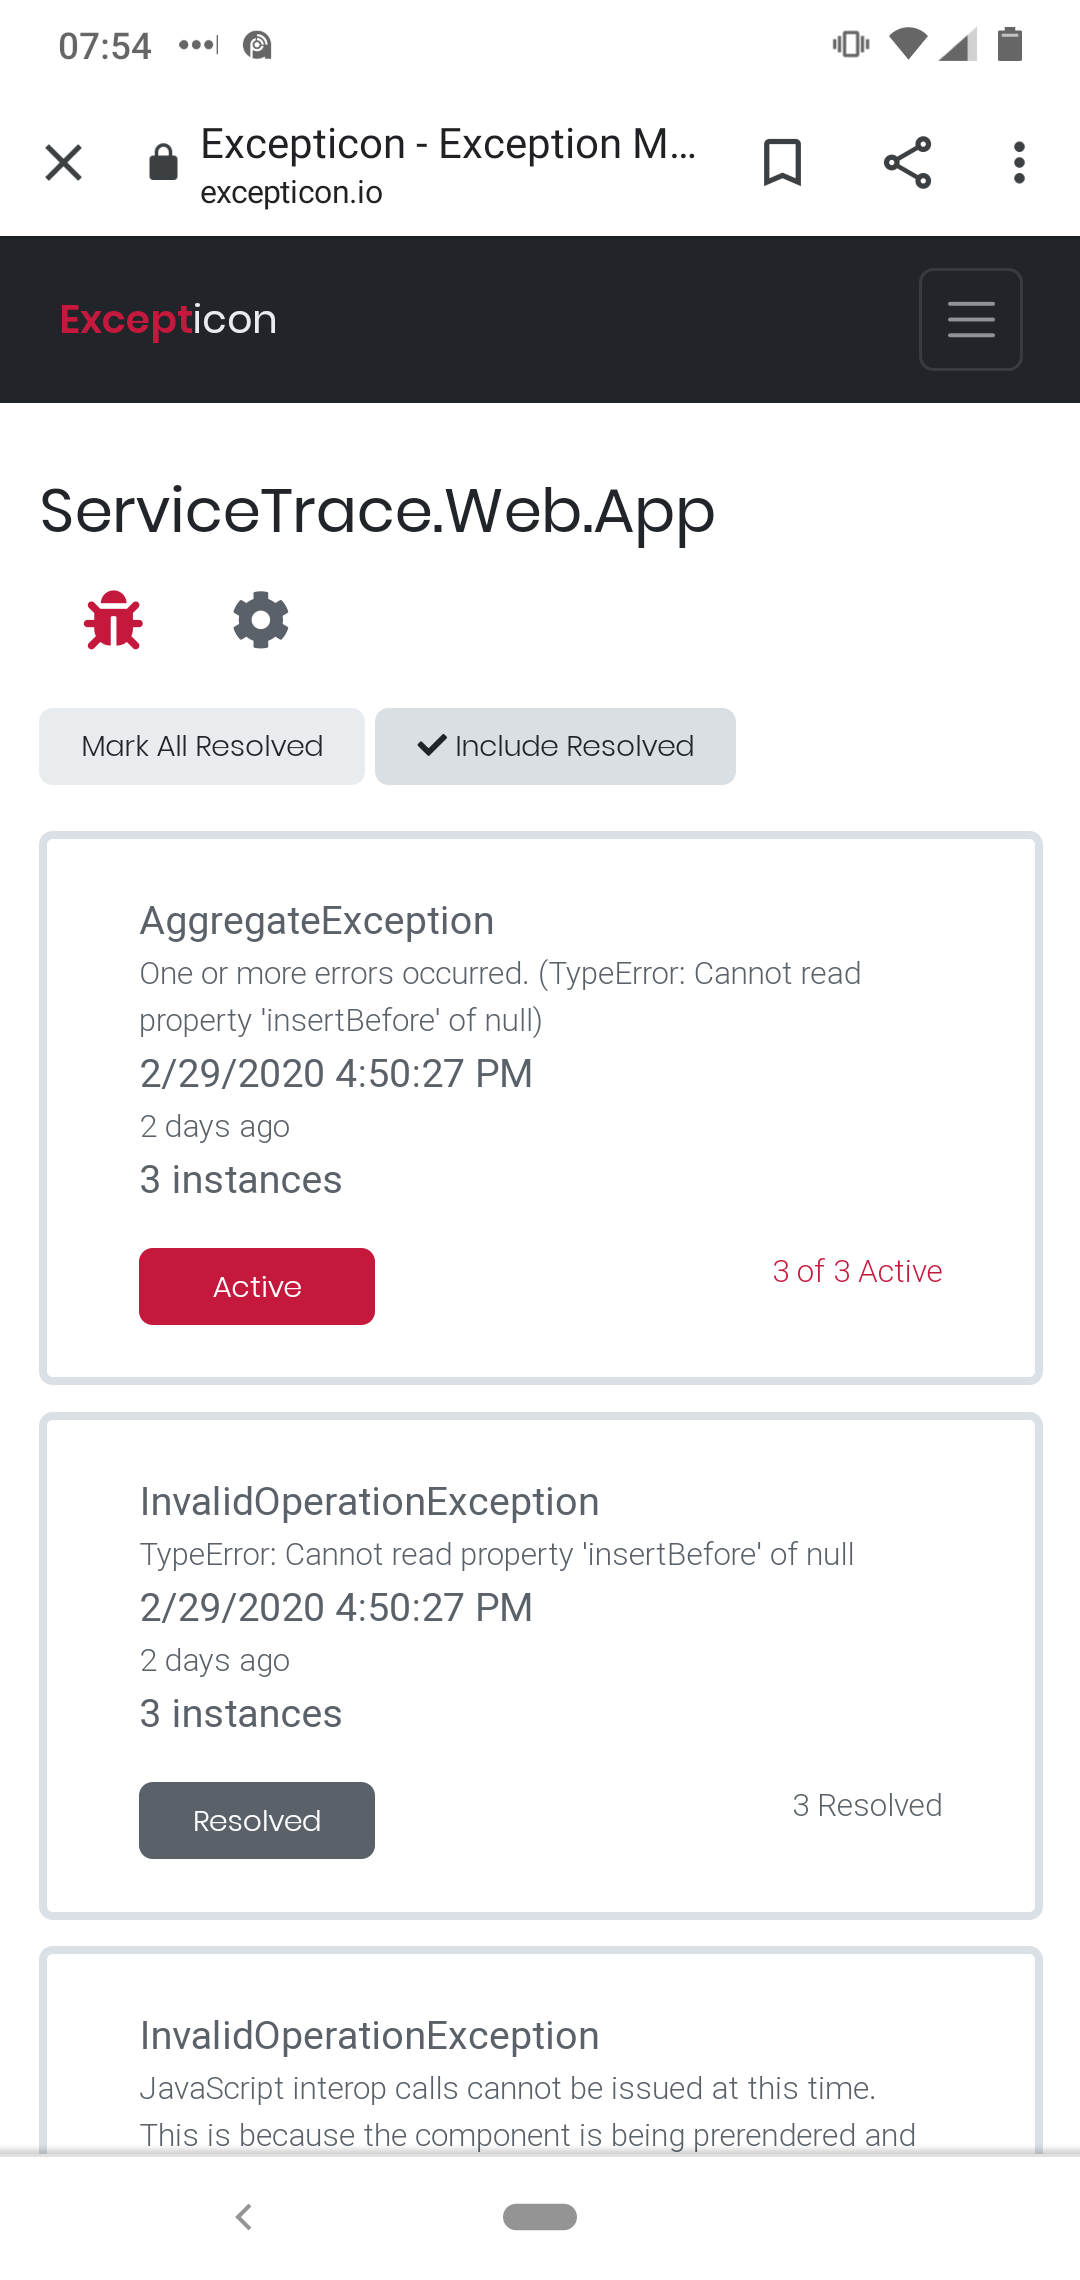 07:54
Excepticon - Exception M...
excepticon.io
Excepticon
ServiceTrace.Web.App
Mark All Resolved
Include Resolved
AggregateException
One or more errors occurred. (TypeError: Cannot read
property 'insertBefore' of null)
2/29/2020 4:50:27 PM
2 days ago
3 instances
Active
3 of 3 Active
InvalidOperationException
TypeError: Cannot read property 'insertBefore' of null
2/29/2020 4:50:27 PM
2 days ago
3 instances
Resolved
3 Resolved
InvalidOperationException
JavaScript interop calls cannot be issued at this time.
This is because the component is being prerendered and